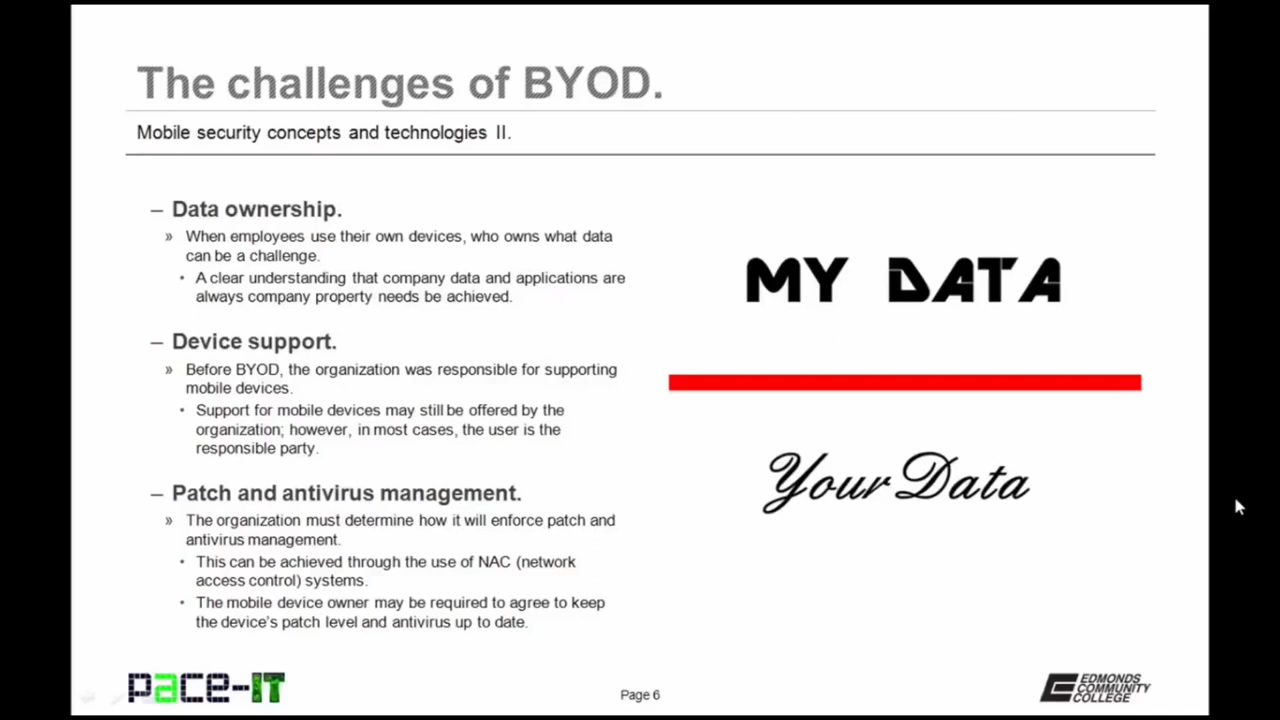 The challenges of BYOD.
Mobile security concepts and technologies II.
– Data ownership.
» When employees use their own devices, who owns what data
can be a challenge.
• A clear understanding that company data and applications are
always company property needs be achieved.
– Device support.
» Before BYOD, the organization was responsible for supporting
mobile devices.
• Support for mobile devices may still be offered by the
organization; however, in most cases, the user is the
responsible party.
– Patch and antivirus management.
» The organization must determine how it will enforce patch and
antivirus management.
• This can be achieved through the use of NAC (network
access control) systems.
• The mobile device owner may be required to agree to keep
the device's patch level and antivirus up to date.
MY DATA
Your Data
pace-IT
Page 6
EDMONDS
COMMUNITY
COLLEGE